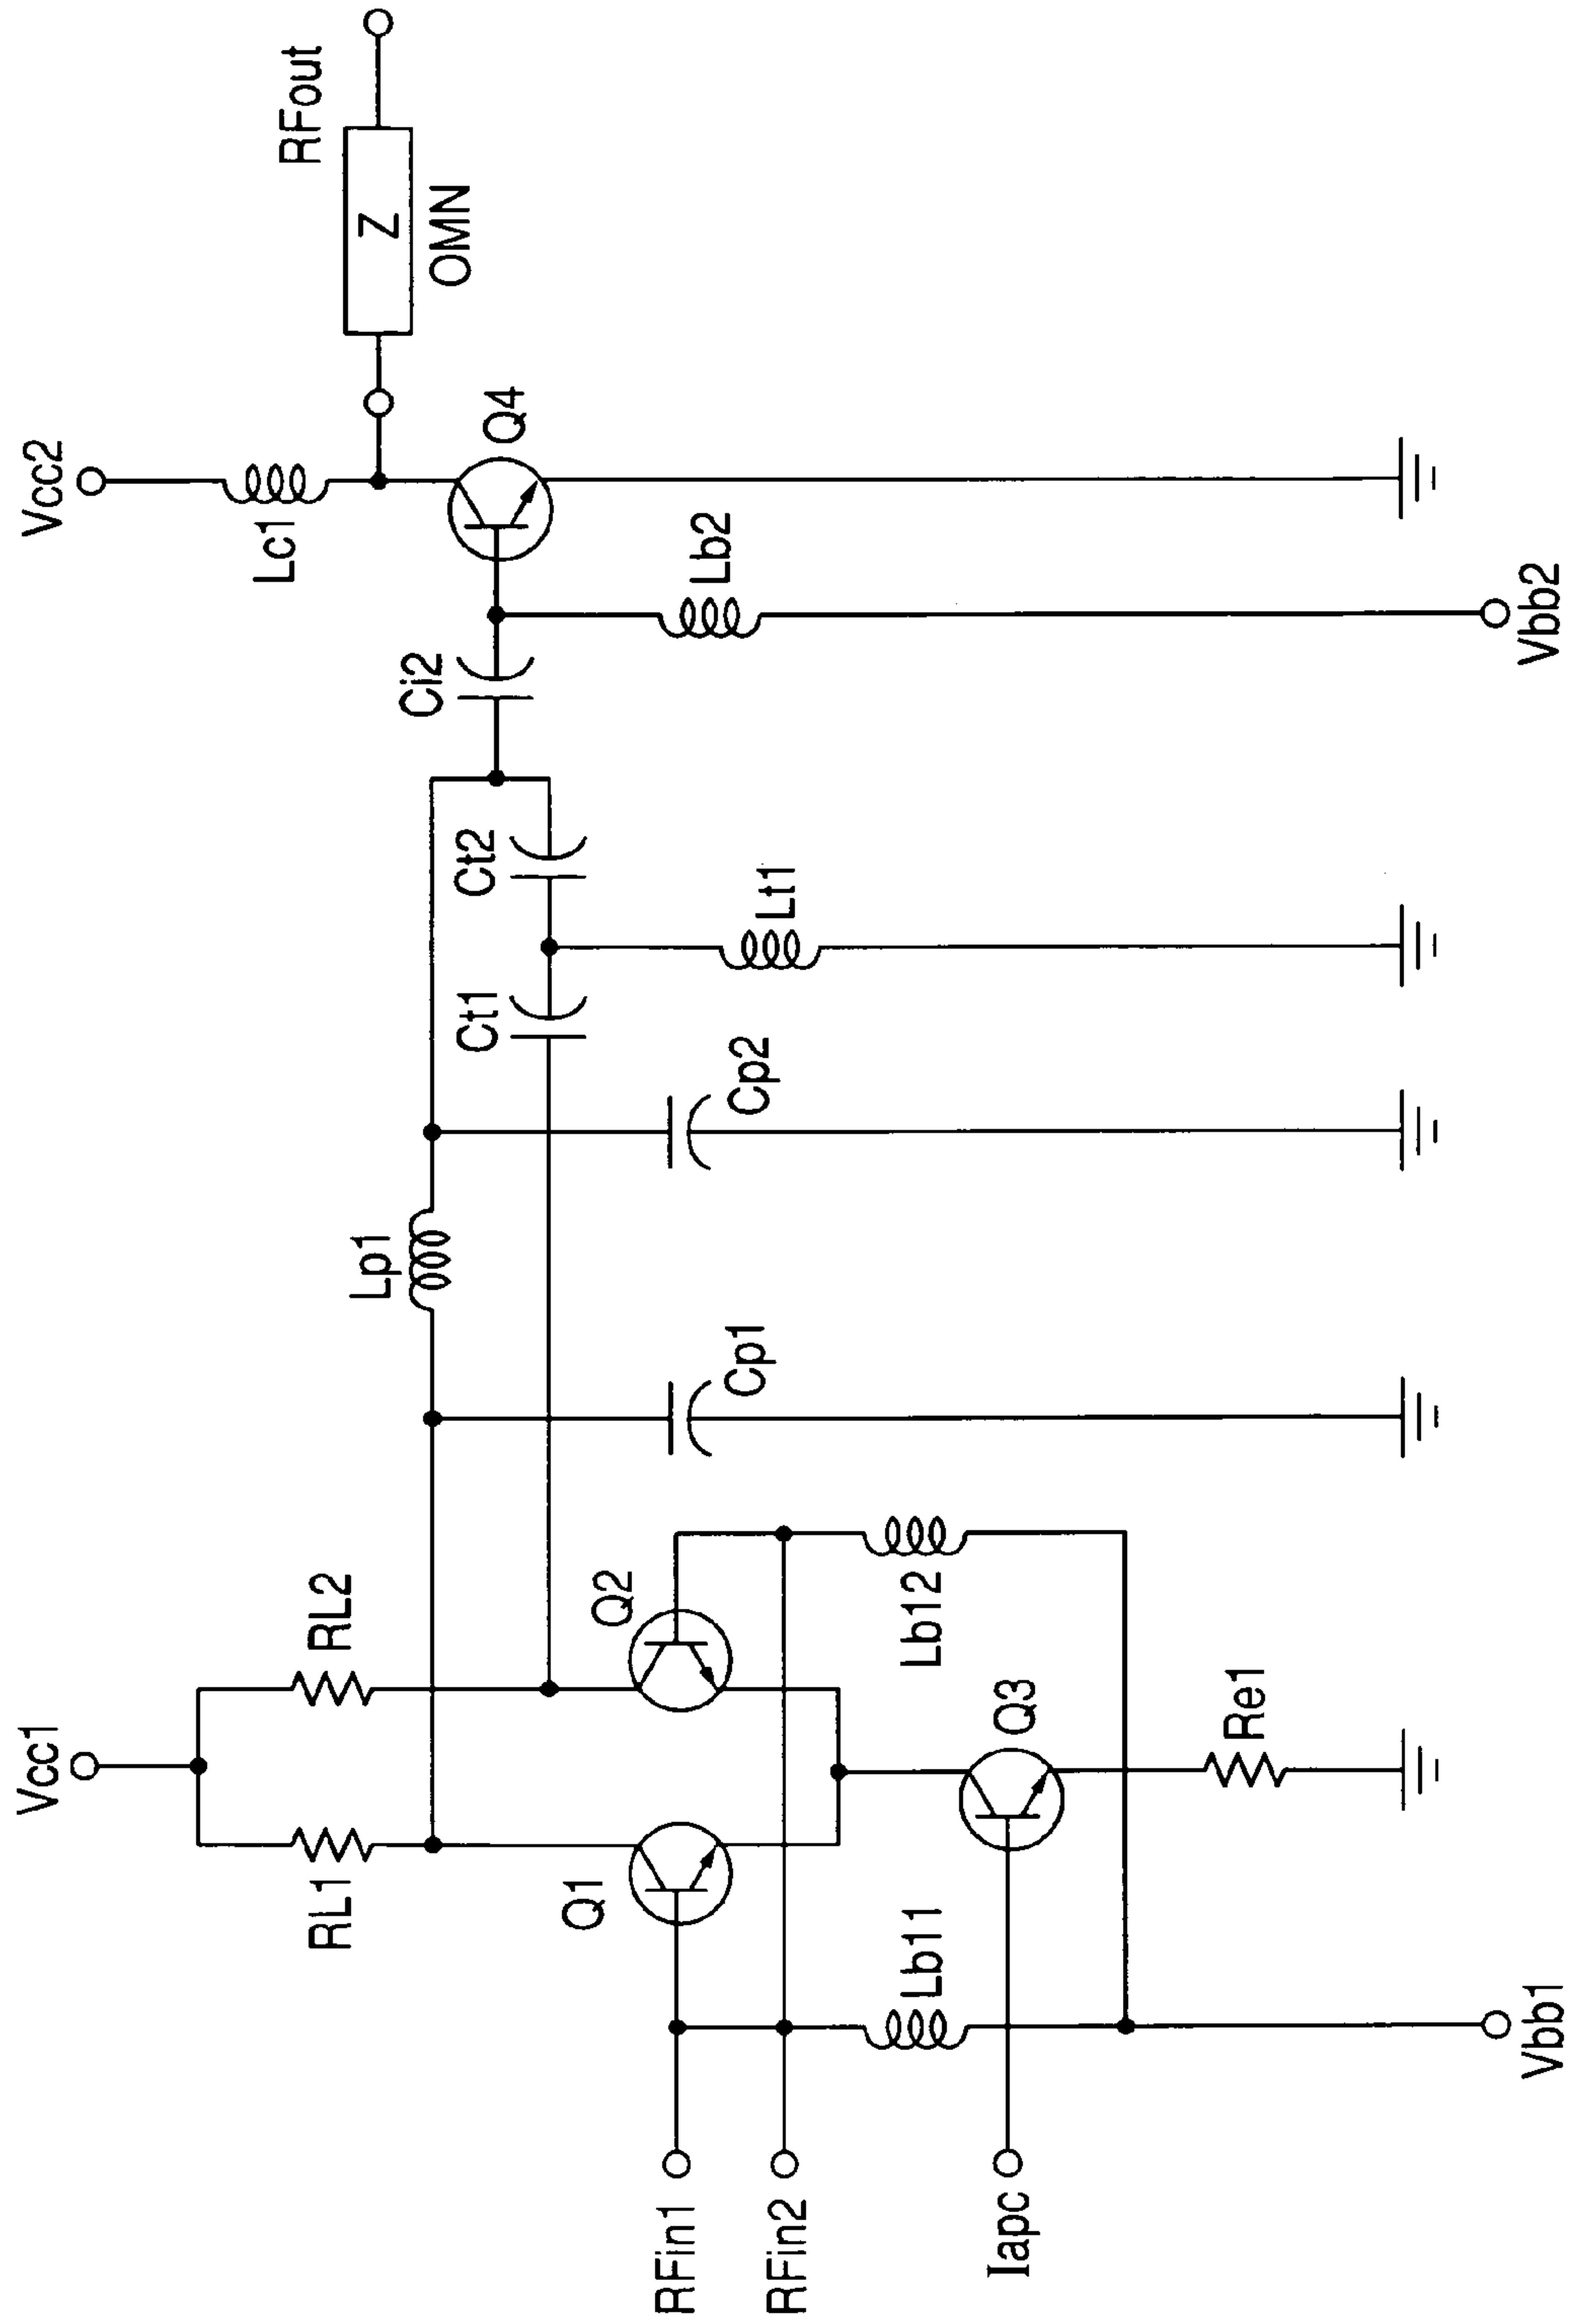 Vcc1
Vcc2
RL1
RL2
Lc1
RFout
Z
OMN
Lp1
Ci2
Q4
Ct1
Ct2
Q1
Q2
RFin1
RFin2
Cp1
Cp2
Lt1
Lb2
Lb11
Lb12
Iapc
Q3
Re1
Vbb1
Vbb2